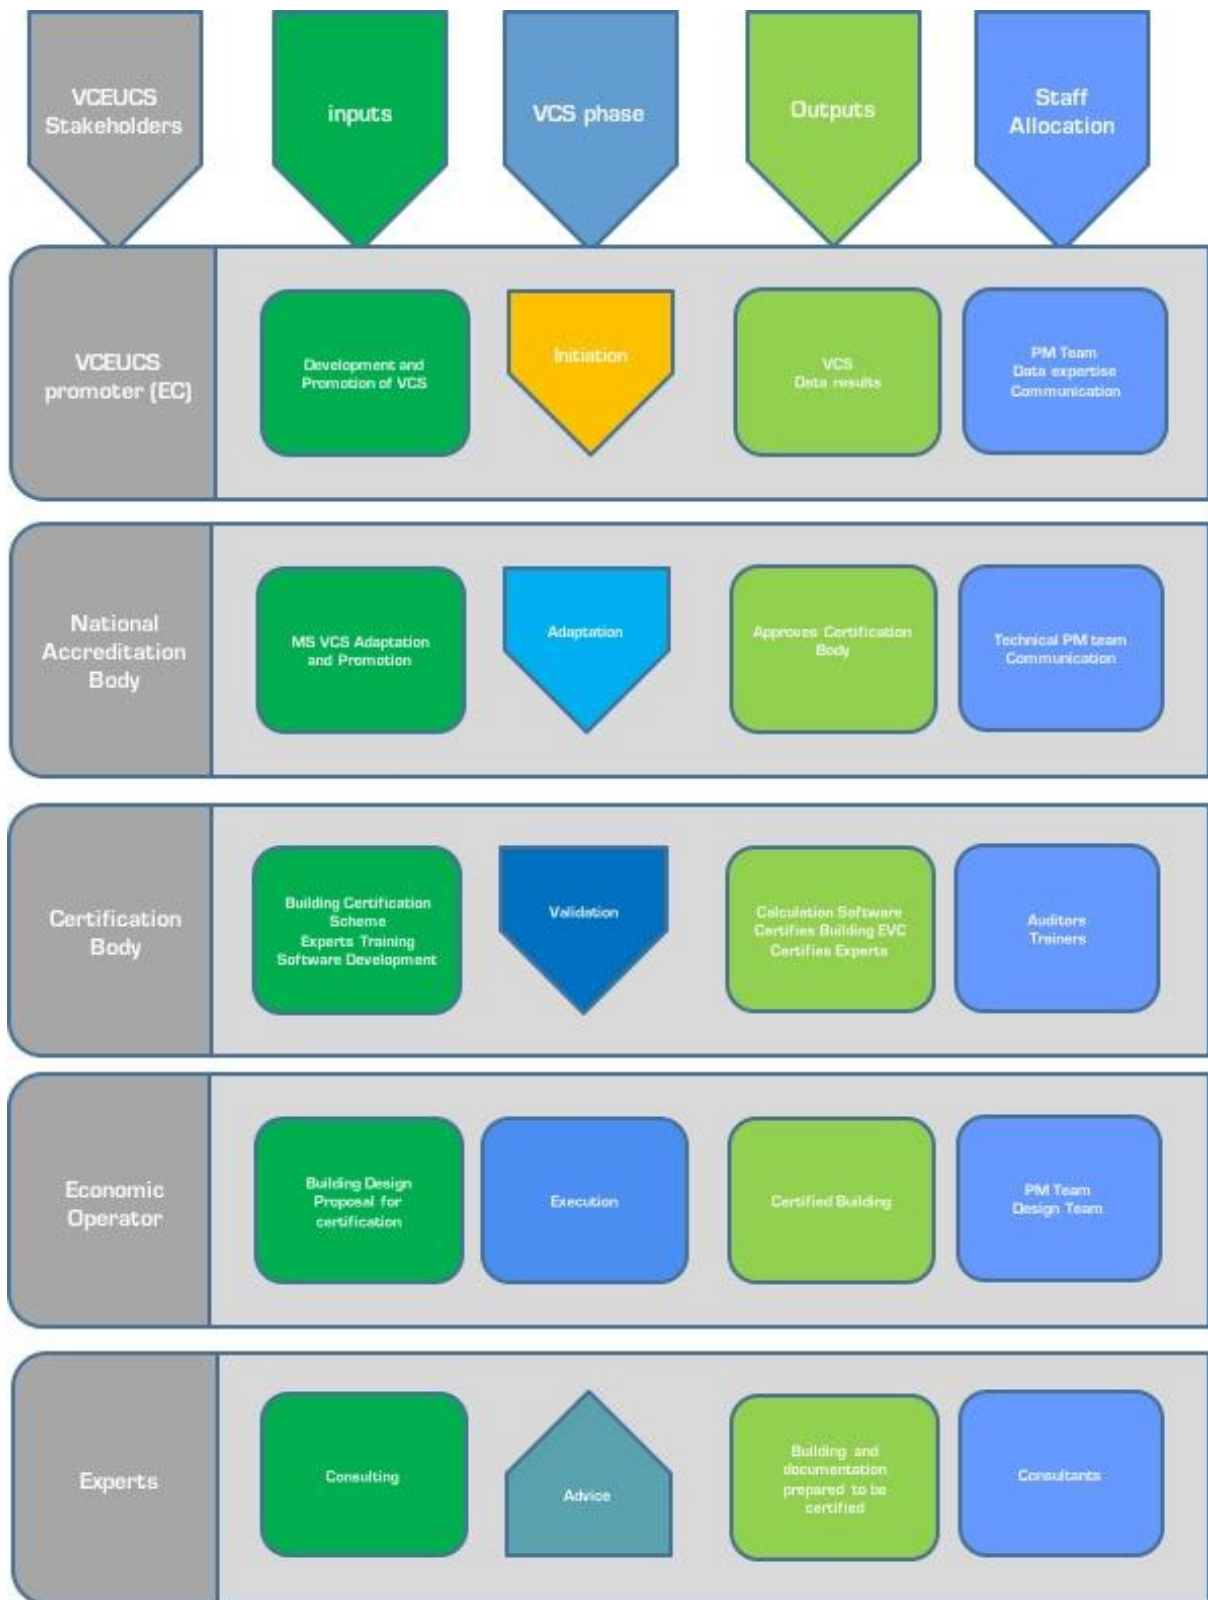 VCEUCS
Stakeholders
inputs
VCS phase
Outputs
Staff
Allocation
VCEUCS
promoter (EC)
Development and
Promotion of VCS
Initiation
VCS
Data results
PM Team
Data expertise
Communication
National
Accreditation
Body
MS VCS Adaptation
and Promotion
Adaptation
Approves Certification
Body
Technical PM team
Communication
Certification
Body
Building Certification
Scheme
Experts Training
Software Development
Validation
Calculation Software
Certifies Building EVC
Certifies Experts
Auditors
Trainers
Economic
Operator
Building Design
Proposal for
certification
Execution
Certified Building
PM Team
Design Team
Experts
Consulting
Advice
Building and
documentation
prepared to be
certified
Consultants